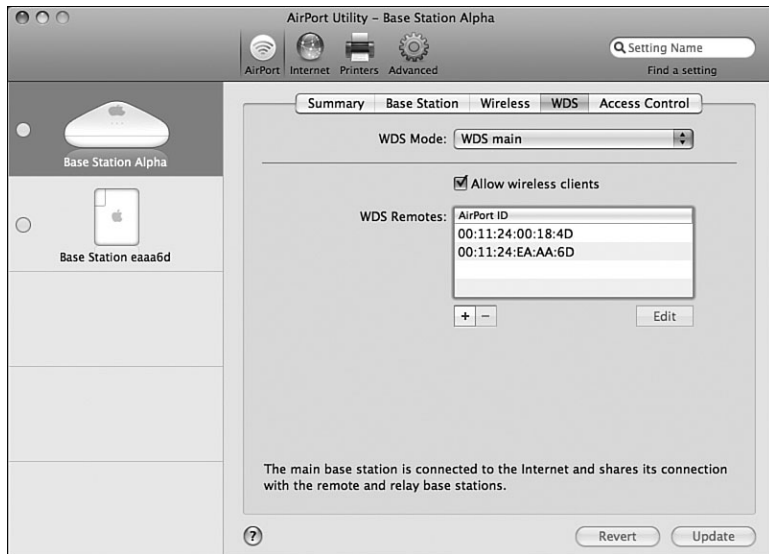 AirPort Utility – Base Station Alpha
AirPort Internet Printers Advanced
Setting Name
Find a setting
Base Station Alpha
Base Station eaaa6d
Summary Base Station Wireless WDS Access Control
WDS Mode: WDS main
Allow wireless clients
WDS Remotes: AirPort ID
00:11:24:00:18:4D
00:11:24:EA:AA:6D
+ −
Edit
The main base station is connected to the Internet and shares its connection
with the remote and relay base stations.
? Revert Update